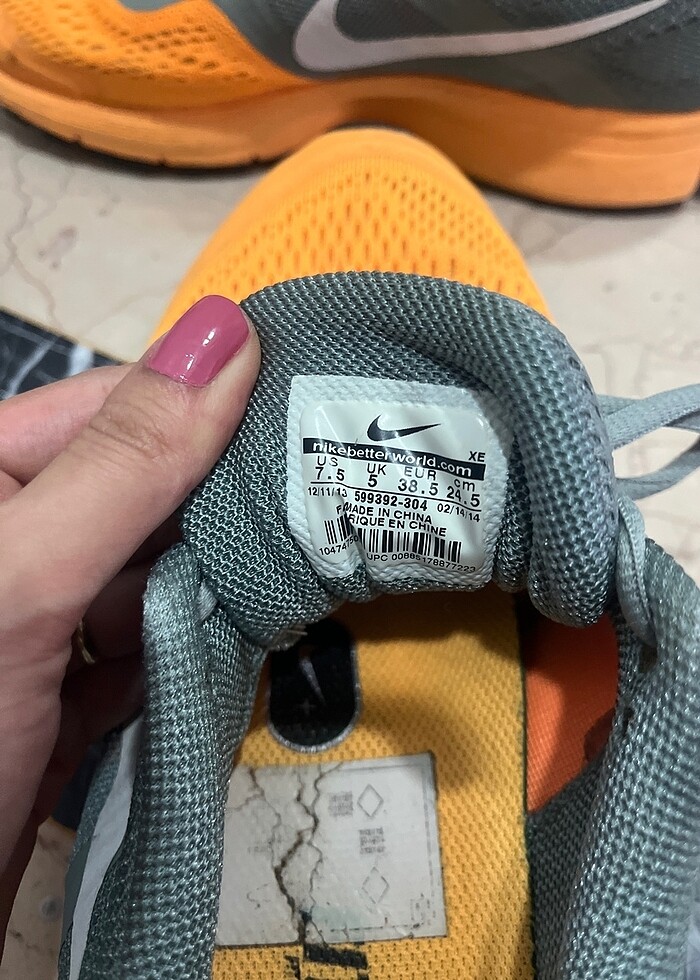 XE
nikebetterworld.com
US UK EUR cm
7.5 5 38.5 24.5
12/11/13 599392-304 02/14/14
MADE IN CHINA
RIQUE EN CHINE
UPC